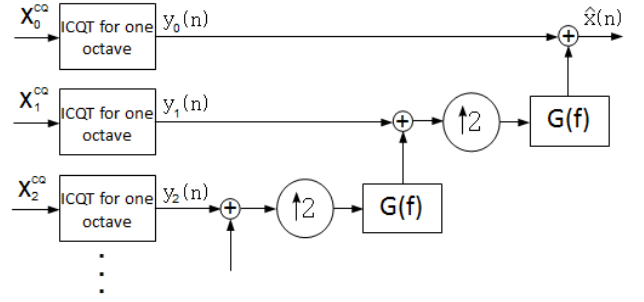 X₀^CQ
ICQT for one octave
y₀(n)
x̂(n)
X₁^CQ
ICQT for one octave
y₁(n)
↑2
G(f)
X₂^CQ
ICQT for one octave
y₂(n)
↑2
G(f)